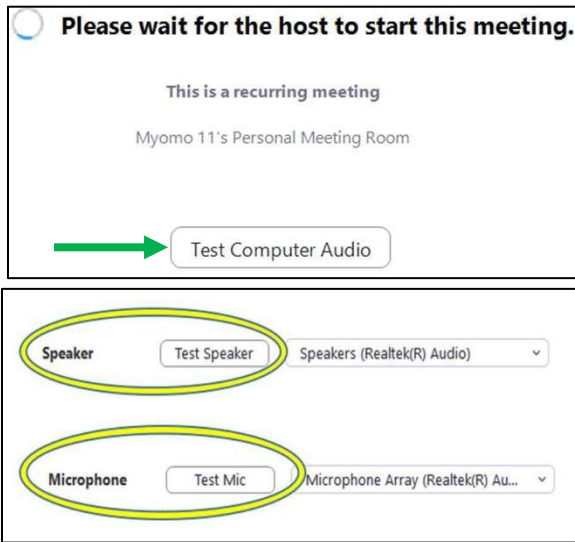 Please wait for the host to start this meeting.
This is a recurring meeting
Myomo 11's Personal Meeting Room
Test Computer Audio
Speaker Test Speaker Speakers (Realtek(R) Audio)
Microphone Test Mic Microphone Array (Realtek(R) Au...